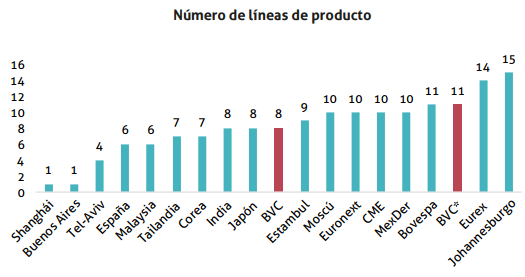 Número de líneas de producto
16
14
12
10
8
6
4
2
0
1
1
4
6
6
7
7
8
8
8
9
10
10
10
10
11
11
14
15
Shanghái
Buenos Aires
Tel-Aviv
España
Malaysia
Tailandia
Corea
India
Japón
BVC
Estambul
Moscú
Euronext
CME
MexDer
Bovespa
BVC*
Eurex
Johannesburgo